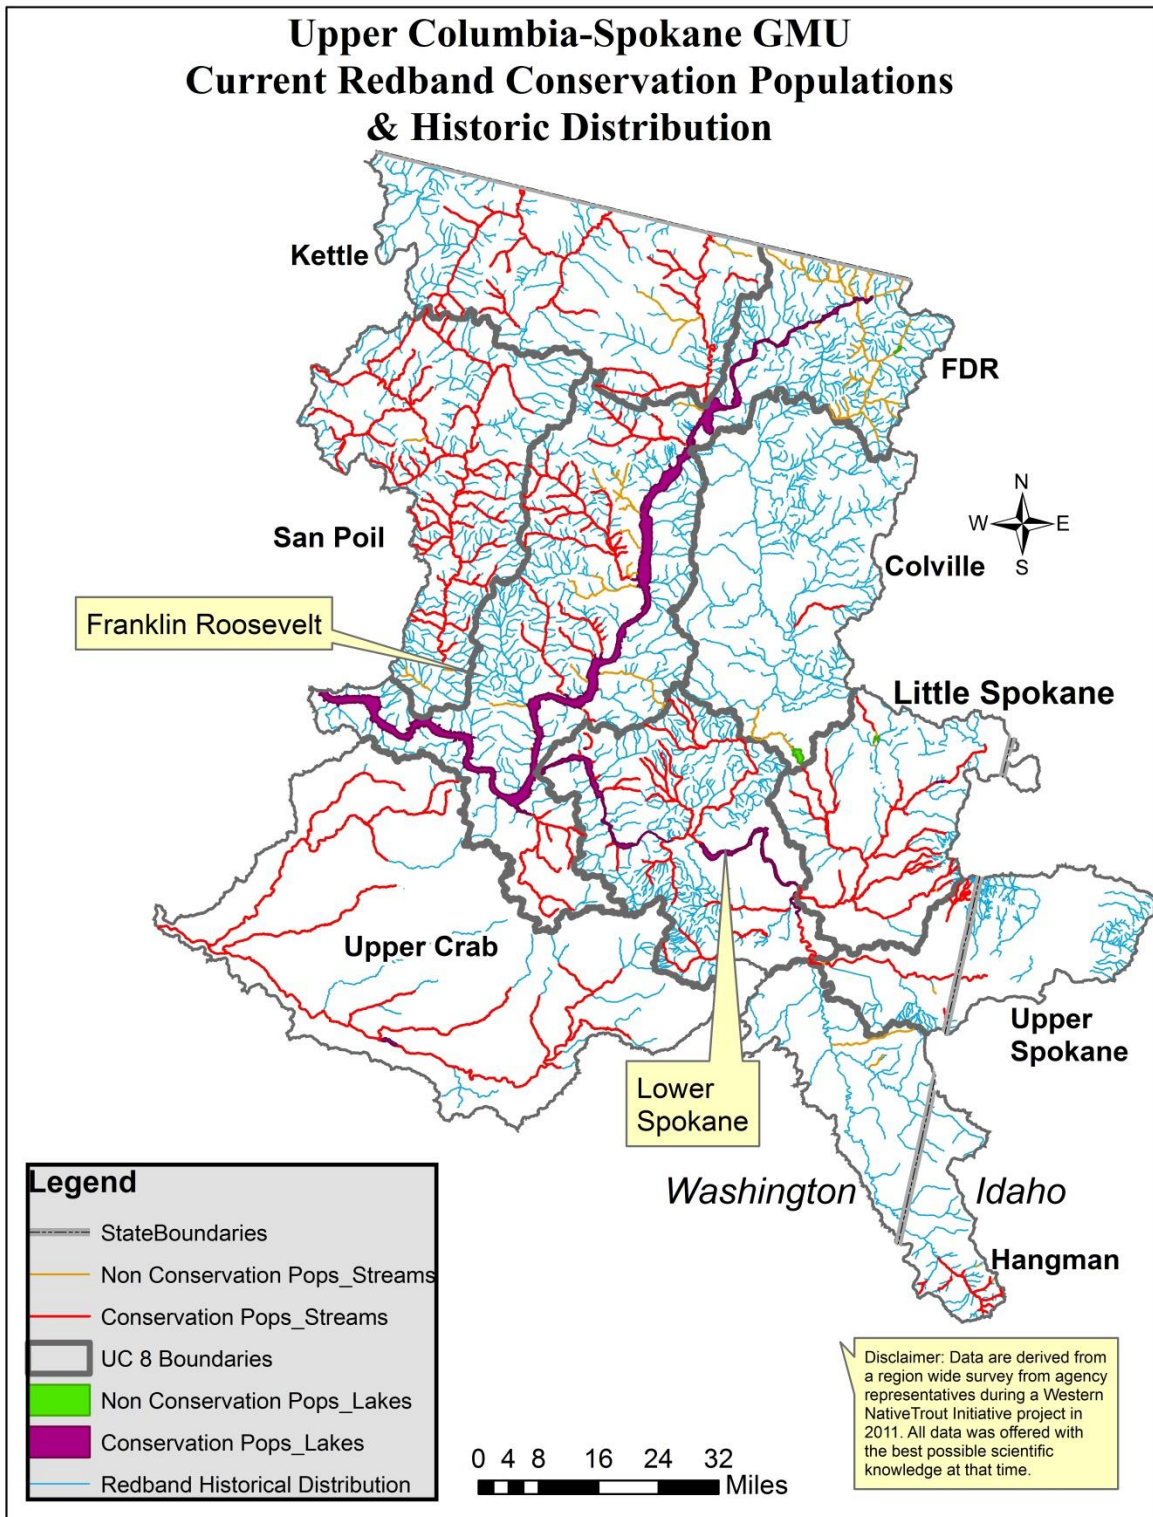 Upper Columbia-Spokane GMU
Current Redband Conservation Populations
& Historic Distribution
Kettle
FDR
San Poil
N
W
E
S
Colville
Franklin Roosevelt
Little Spokane
Upper Crab
Upper
Spokane
Lower
Spokane
Washington
Idaho
Hangman
Legend
StateBoundaries
Non Conservation Pops_Streams
Conservation Pops_Streams
UC 8 Boundaries
Non Conservation Pops_Lakes
Conservation Pops_Lakes
Redband Historical Distribution
0 4 8 16 24 32
Miles
Disclaimer: Data are derived from
a region wide survey from agency
representatives during a Western
NativeTrout Initiative project in
2011. All data was offered with
the best possible scientific
knowledge at that time.